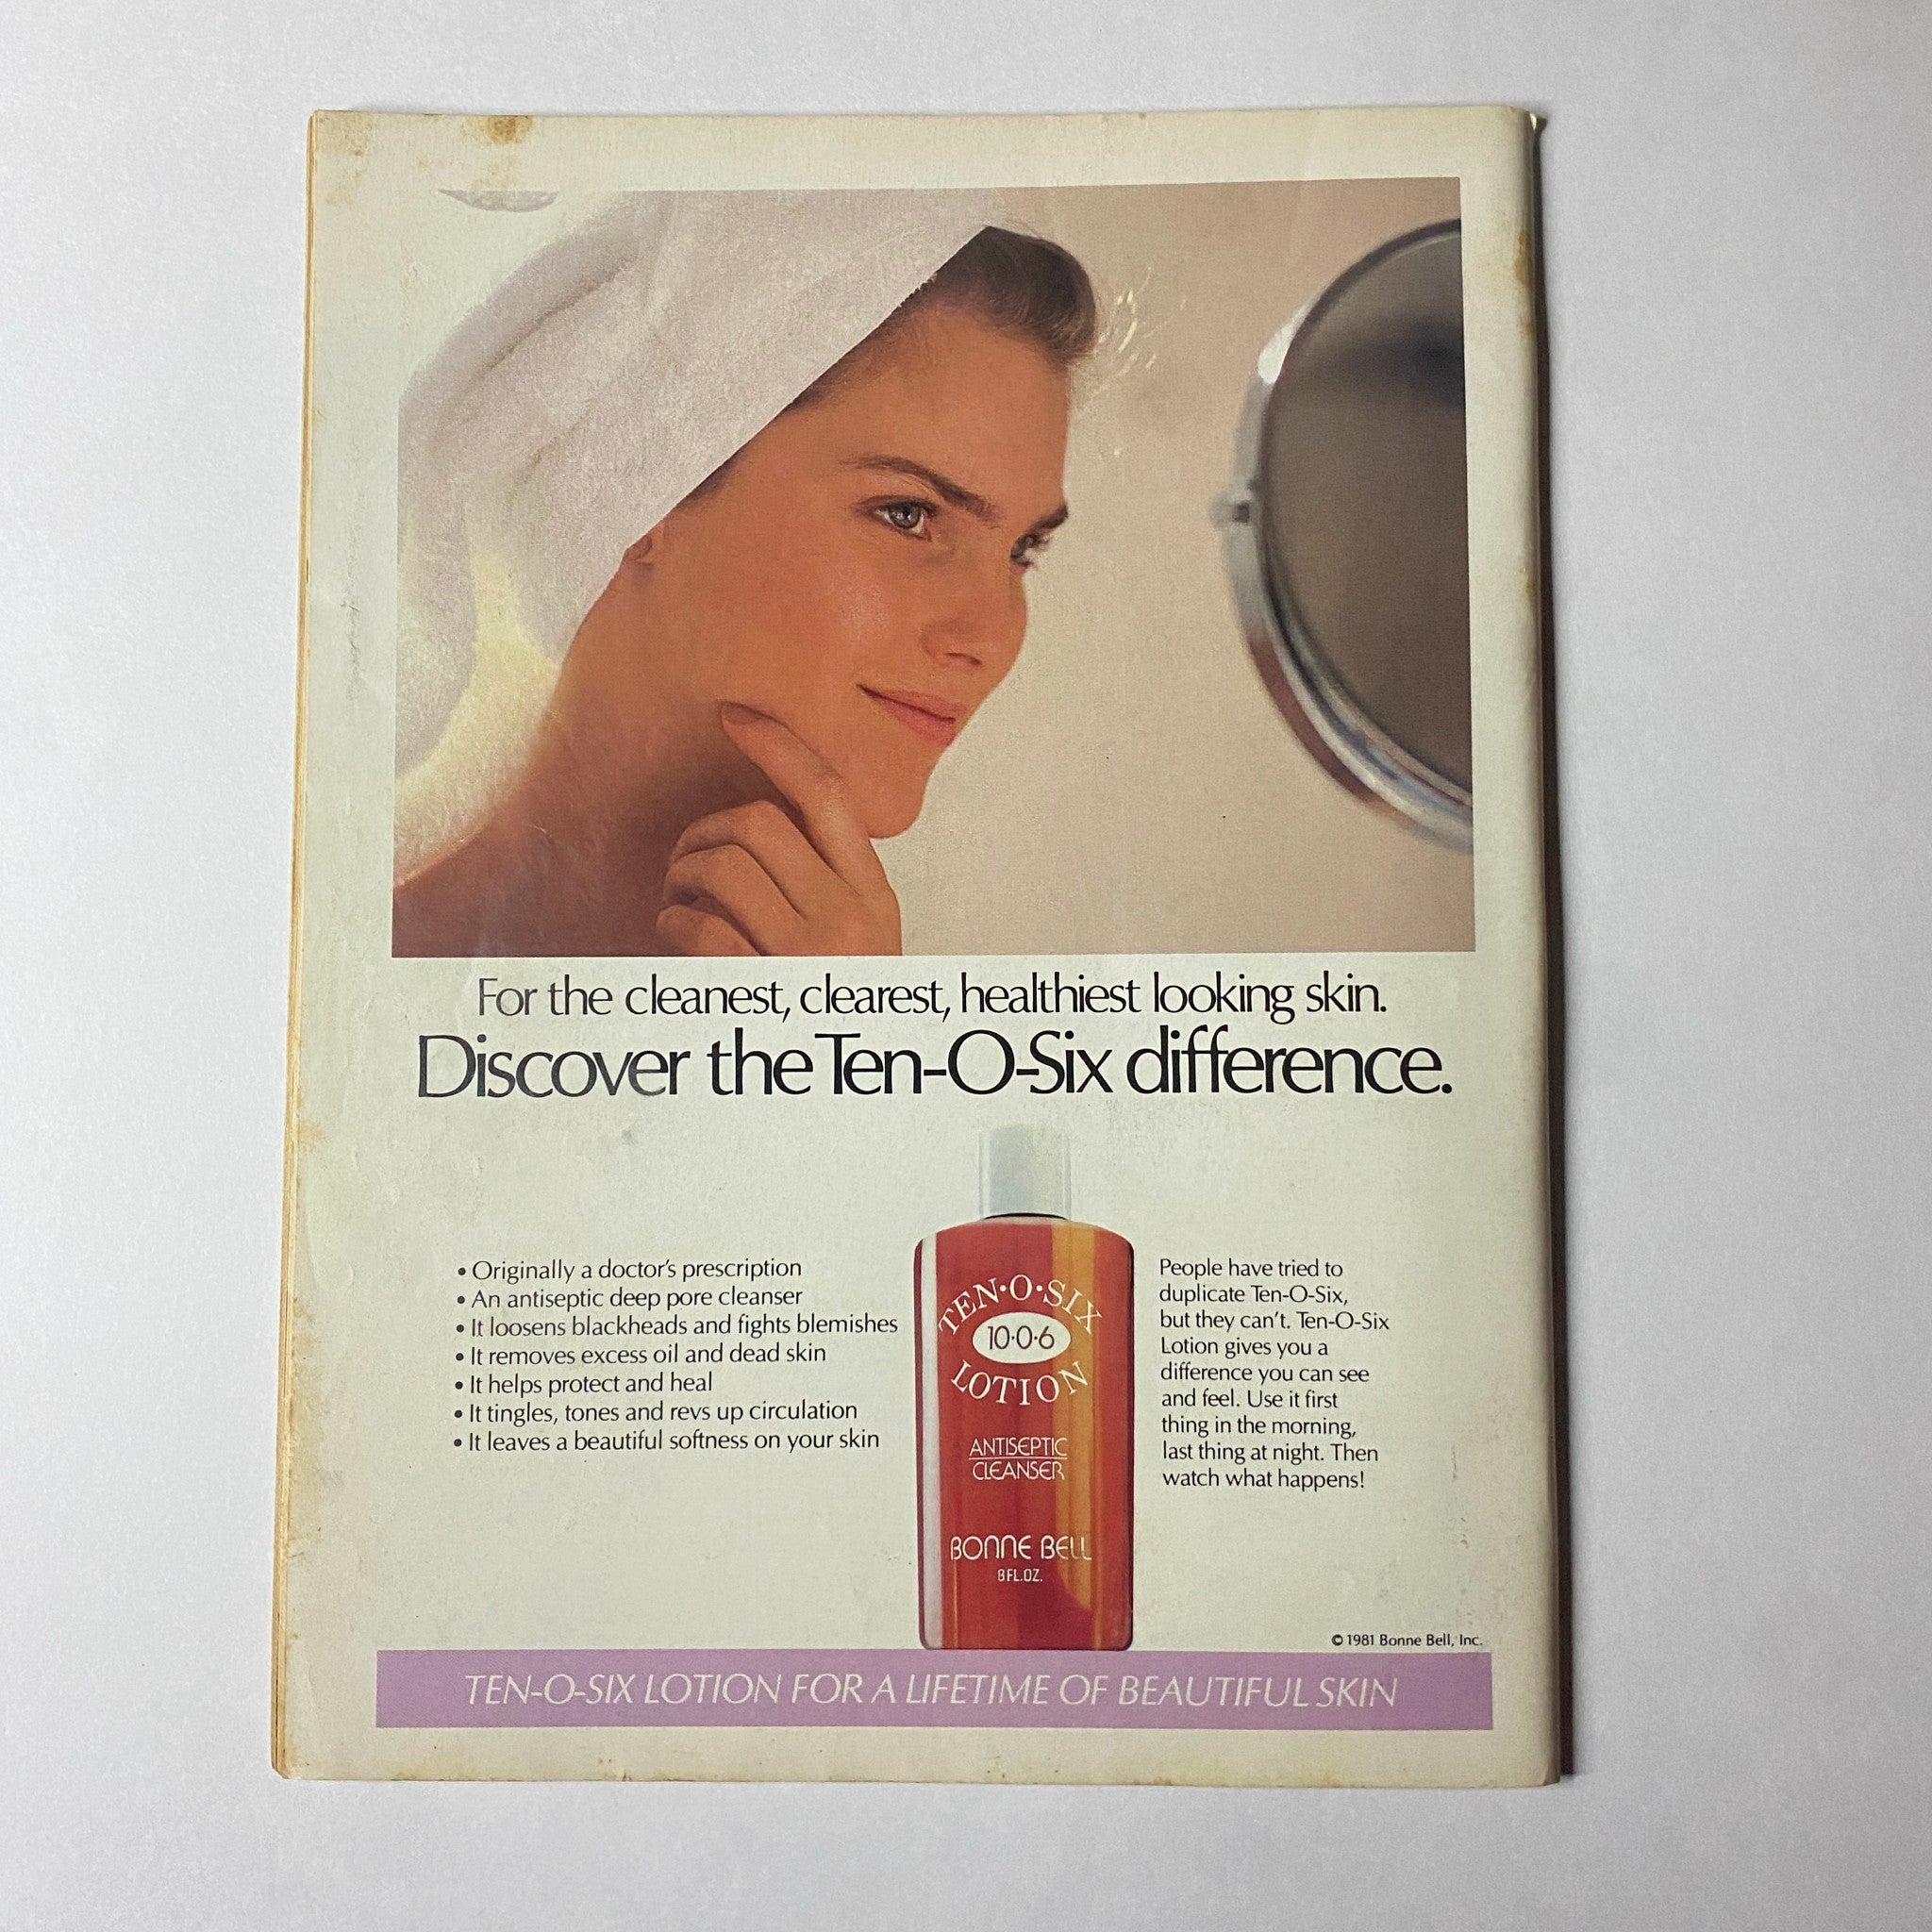 For the cleanest, clearest, healthiest looking skin.
Discover the Ten-O-Six difference.
• Originally a doctor's prescription
• An antiseptic deep pore cleanser
• It loosens blackheads and fights blemishes
• It removes excess oil and dead skin
• It helps protect and heal
• It tingles, tones and revs up circulation
• It leaves a beautiful softness on your skin
TEN·O·SIX
10·0·6
LOTION
ANTISEPTIC
CLEANSER
BONNE BELL
8 FL. OZ.
People have tried to
duplicate Ten-O-Six,
but they can't. Ten-O-Six
Lotion gives you a
difference you can see
and feel. Use it first
thing in the morning,
last thing at night. Then
watch what happens!
© 1981 Bonne Bell, Inc.
TEN-O-SIX LOTION FOR A LIFETIME OF BEAUTIFUL SKIN